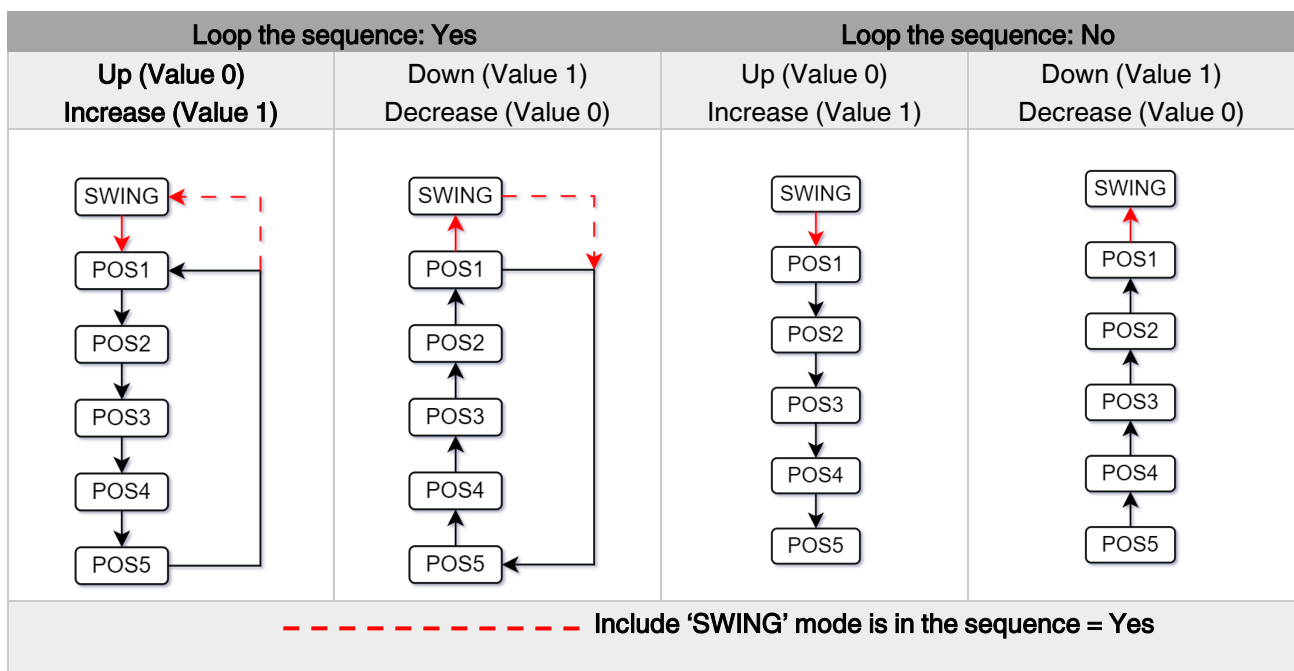 Loop the sequence: Yes
Loop the sequence: No
Up (Value 0)
Increase (Value 1)
Down (Value 1)
Decrease (Value 0)
Up (Value 0)
Increase (Value 1)
Down (Value 1)
Decrease (Value 0)
SWING
POS1
POS2
POS3
POS4
POS5
SWING
POS1
POS2
POS3
POS4
POS5
SWING
POS1
POS2
POS3
POS4
POS5
SWING
POS1
POS2
POS3
POS4
POS5
Include ‘SWING’ mode is in the sequence = Yes